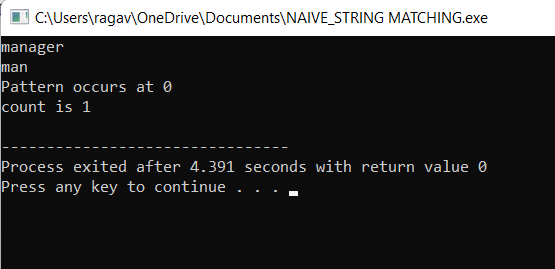 C:\Users\ragav\OneDrive\Documents\NAIVE_STRING MATCHING.exe
manager
man
Pattern occurs at 0
count is 1
--------------------------------
Process exited after 4.391 seconds with return value 0
Press any key to continue . . .